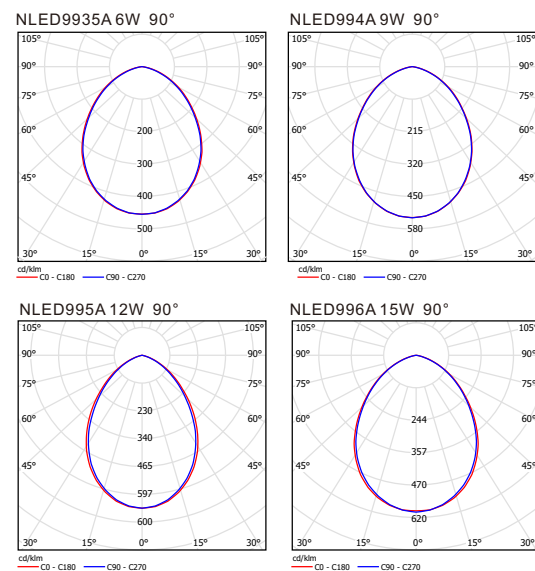 NLED9935A 6W 90°
105° 105°
90° 90°
75° 75°
60° 60°
45° 45°
200
300
400
500
30° 15° 0° 15° 30°
cd/klm
C0 - C180 C90 - C270
NLED994A 9W 90°
105° 105°
90° 90°
75° 75°
60° 60°
45° 45°
215
320
450
580
30° 15° 0° 15° 30°
cd/klm
C0 - C180 C90 - C270
NLED995A 12W 90°
105° 105°
90° 90°
75° 75°
60° 60°
45° 45°
230
340
465
597
600
30° 15° 0° 15° 30°
cd/klm
C0 - C180 C90 - C270
NLED996A 15W 90°
105° 105°
90° 90°
75° 75°
60° 60°
45° 45°
244
357
470
620
30° 15° 0° 15° 30°
cd/klm
C0 - C180 C90 - C270